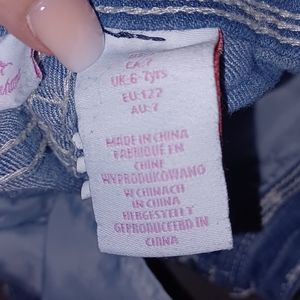 CA:7
UK-6-7yrs
EU:122
AU:7
MADE IN CHINA
FABRIQUE EN
CHINE
WYPRODUKOWANO
W CHINACH
IN CHINA
HERGESTELLT
GEPRODUCEERD IN
CHINA